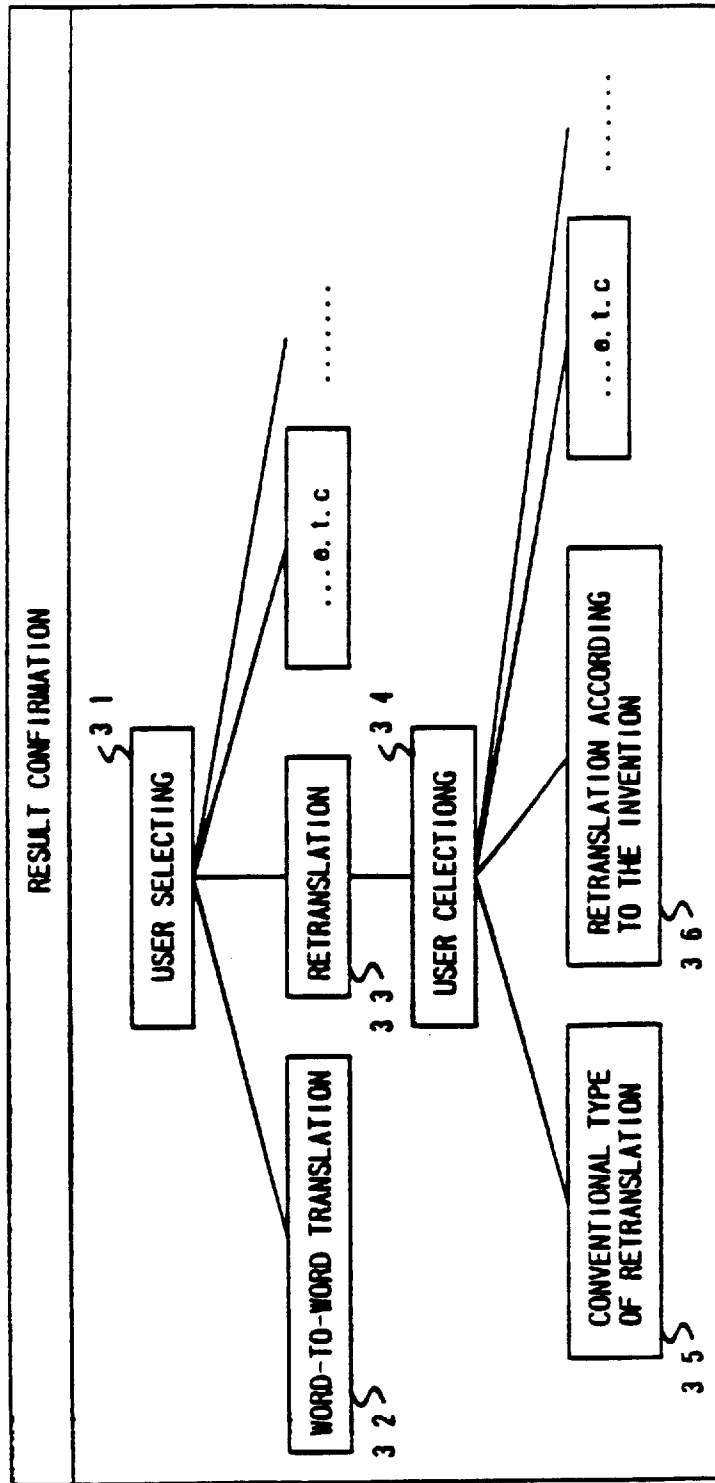 RESULT CONFIRMATION
31
USER SELECTING
WORD-TO-WORD TRANSLATION
32
RETRANSLATION
33
...e.t.c
........
34
USER CELECTIONG
CONVENTIONAL TYPE
OF RETRANSLATION
35
RETRANSLATION ACCORDING
TO THE INVENTION
36
...e.t.c
........